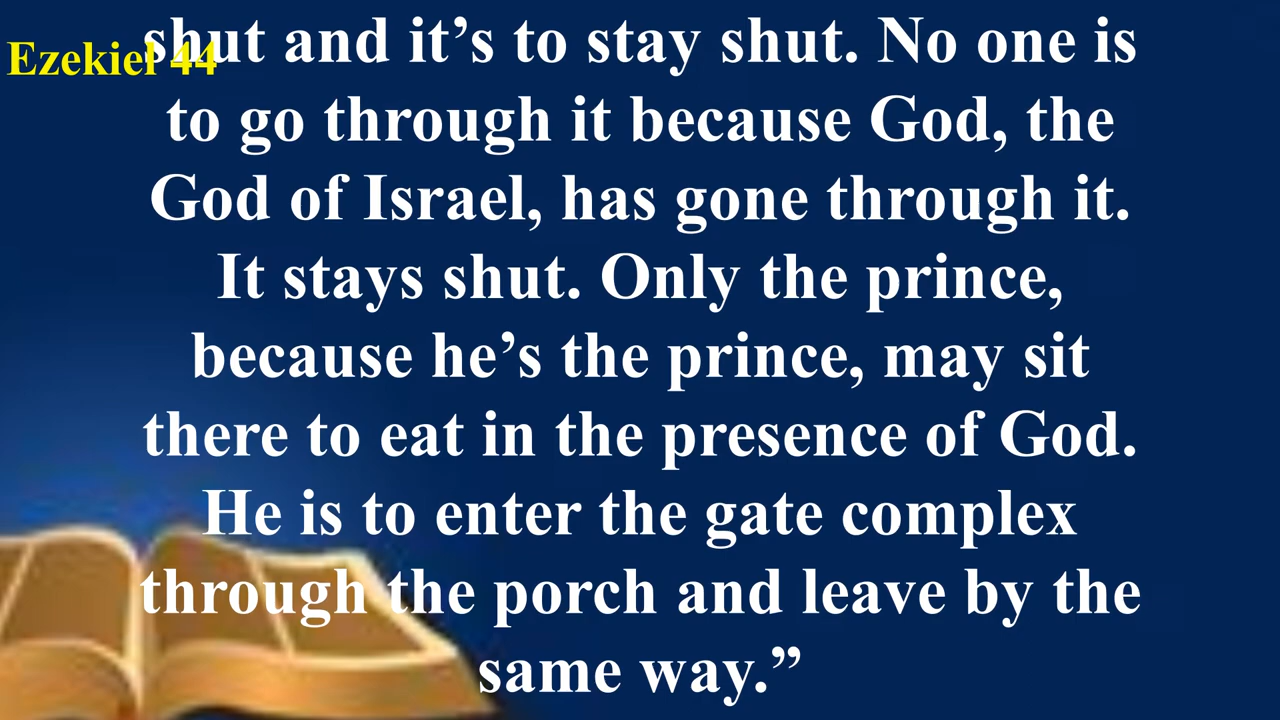 Ezekiel 44
shut and it’s to stay shut. No one is
to go through it because God, the
God of Israel, has gone through it.
It stays shut. Only the prince,
because he’s the prince, may sit
there to eat in the presence of God.
He is to enter the gate complex
through the porch and leave by the
same way.”